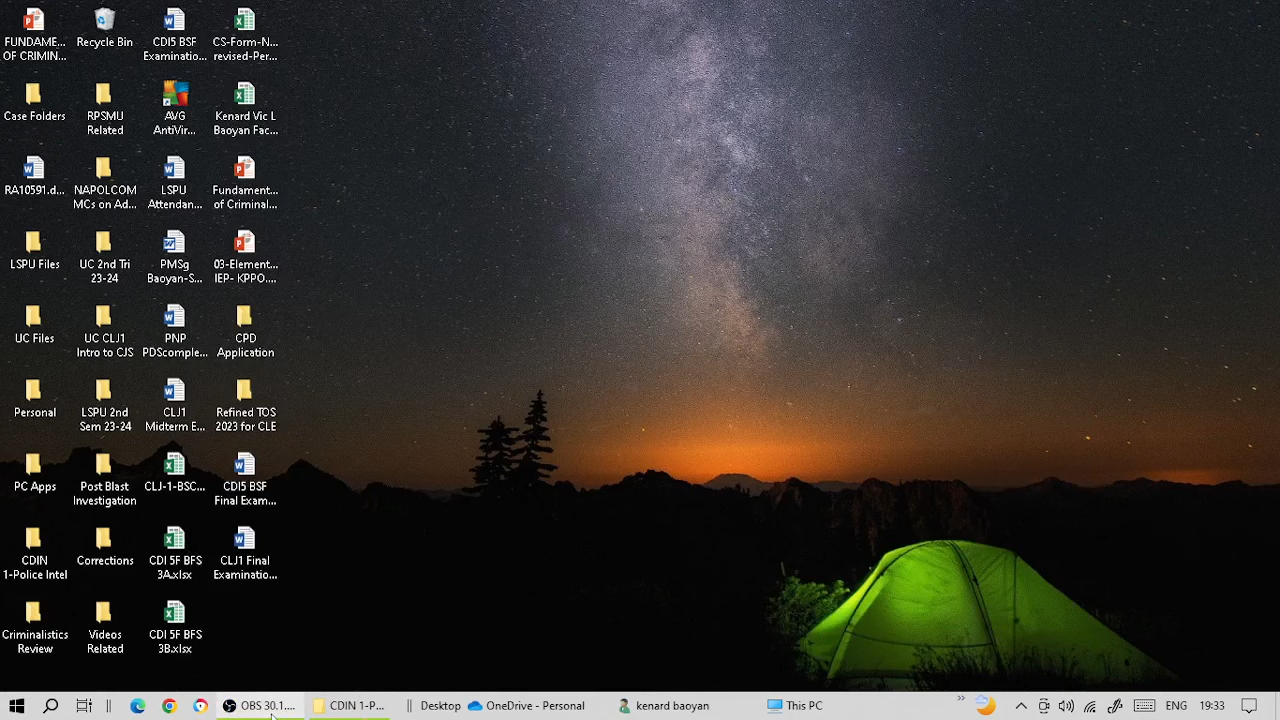 FUNDAME...
OF CRIMIN...
Recycle Bin
CDI5 BSF
Examinatio...
CS-Form-N...
revised-Per...
Case Folders
RPSMU
Related
AVG
AntiVir...
Kenard Vic L
Baoyan Fac...
RA10591.d...
NAPOLCOM
MCs on Ad...
LSPU
Attendan...
Fundament...
of Criminal...
LSPU Files
UC 2nd Tri
23-24
PMSg
Baoyan-S...
03-Element...
IEP- KPPO....
UC Files
UC CLJ1
Intro to CJS
PNP
PDScomple...
CPD
Application
Personal
LSPU 2nd
Sem 23-24
CLJ1
Midterm E...
Refined TOS
2023 for CLE
PC Apps
Post Blast
Investigation
CLJ-1-BSC...
CDI5 BSF
Final Exam...
CDIN
1-Police Intel
Corrections
CDI 5F BFS
3A.xlsx
CLJ1 Final
Examinatio...
Criminalistics
Review
Videos
Related
CDI 5F BFS
3B.xlsx
OBS
CDIN 1-P...
Desktop
OneDrive - Personal
kenard baoyan
This PC
ENG
19:33